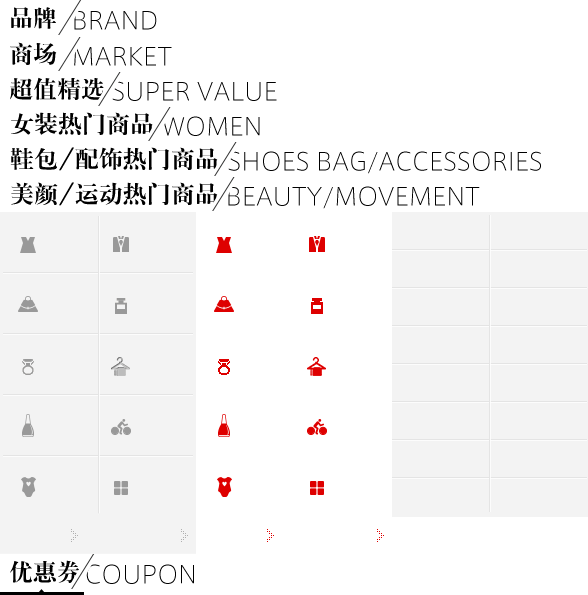 品牌/BRAND
商场/MARKET
超值精选/SUPER VALUE
女装热门商品/WOMEN
鞋包/配饰热门商品/SHOES BAG/ACCESSORIES
美颜/运动热门商品/BEAUTY/MOVEMENT
优惠券/COUPON